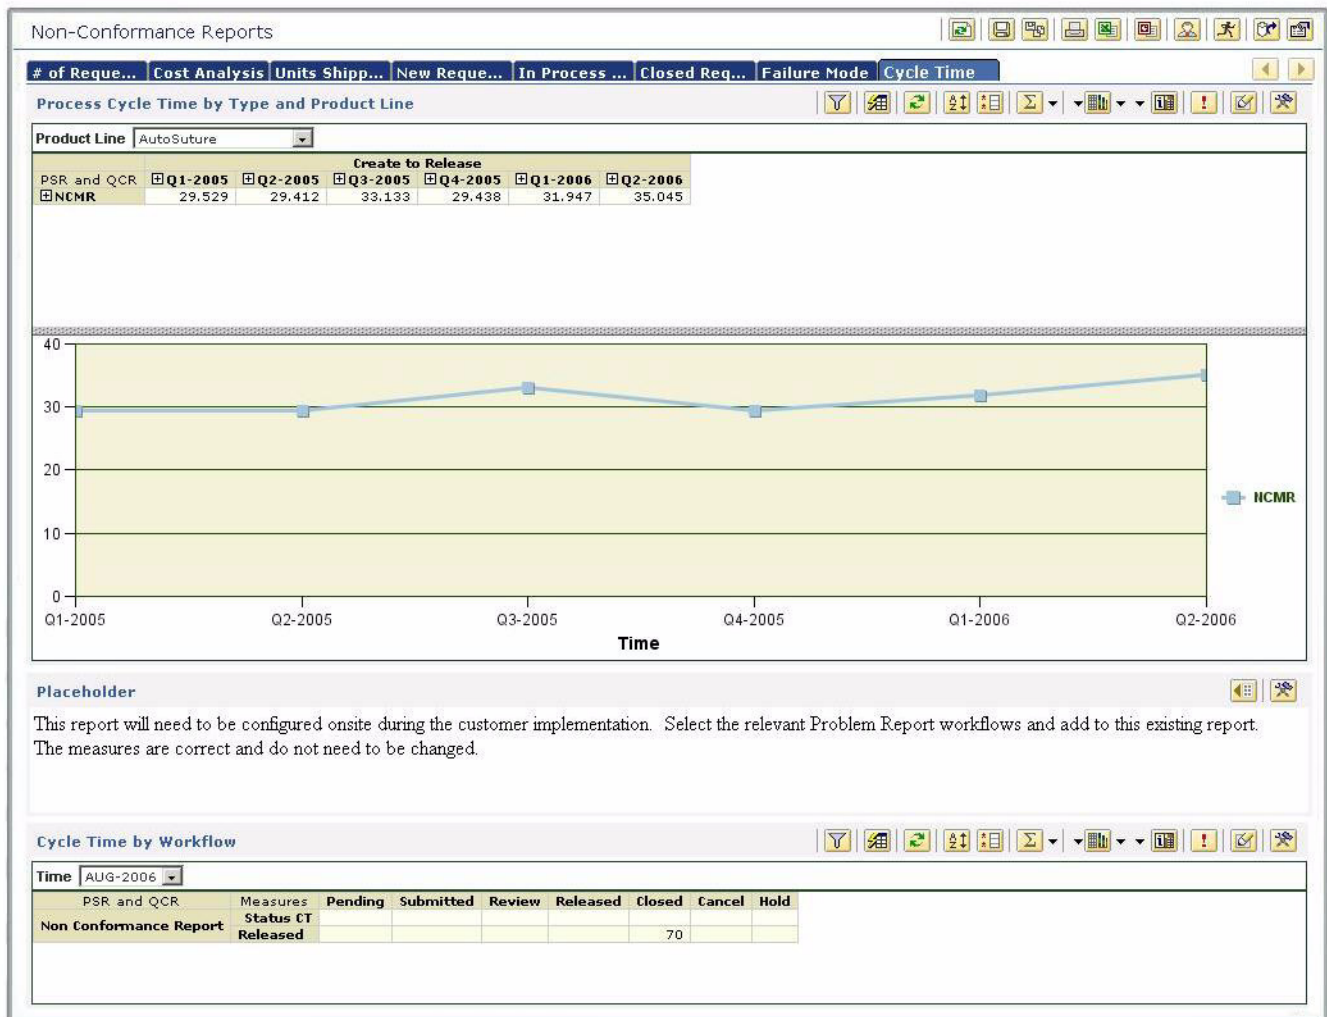 Non-Conformance Reports
# of Reque... Cost Analysis Units Shipp... New Reque... In Process ... Closed Req... Failure Mode Cycle Time
Process Cycle Time by Type and Product Line
Product Line AutoSuture
Create to Release
PSR and QCR Q1-2005 Q2-2005 Q3-2005 Q4-2005 Q1-2006 Q2-2006
NCMR 29.529 29.412 33.133 29.438 31.947 35.045
40
30
20
NCMR
10
0
Q1-2005 Q2-2005 Q3-2005 Q4-2005 Q1-2006 Q2-2006
Time
Placeholder
This report will need to be configured onsite during the customer implementation. Select the relevant Problem Report workflows and add to this existing report.
The measures are correct and do not need to be changed.
Cycle Time by Workflow
Time AUG-2006
PSR and QCR Measures Pending Submitted Review Released Closed Cancel Hold
Non Conformance Report Status CT
Released 70